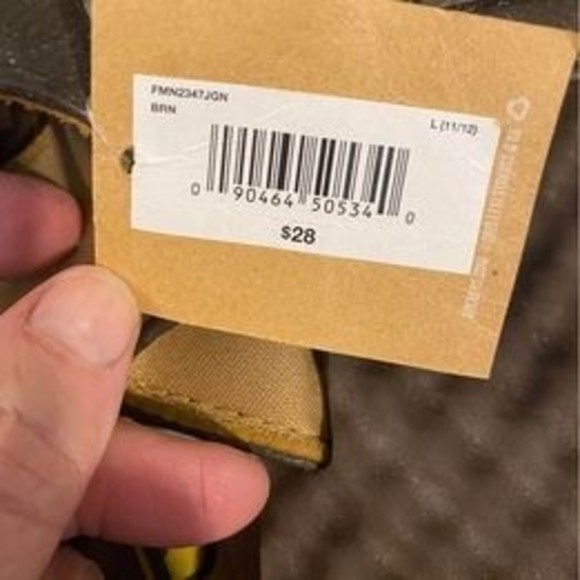 FMN2347JGN
BRN
L (11/12)
0 90464 50534 0
$28